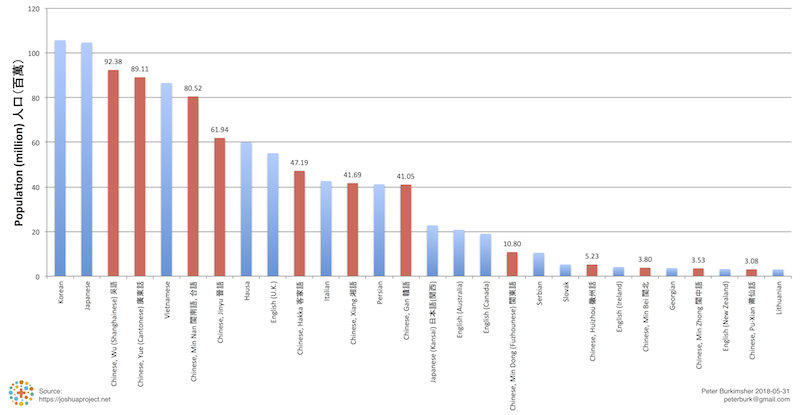 Population (million) 人口(百萬)
120
100
80
60
40
20
0
92.38
89.11
80.52
61.94
47.19
41.69
41.05
10.80
5.23
3.80
3.53
3.08
Korean
Japanese
Chinese, Wu (Shanghainese) 吳語
Chinese, Yue (Cantonese) 廣東話
Vietnamese
Chinese, Min Nan 閩南語, 台語
Chinese, Jinyu 晉語
Hausa
English (U.K.)
Chinese, Hakka 客家話
Italian
Chinese, Xiang 湘語
Persian
Chinese, Gan 贛語
Japanese (Kansai) 日本語(関西)
English (Australia)
English (Canada)
Chinese, Min Dong (Fuzhounese) 閩東語
Serbian
Slovak
Chinese, Huizhou 徽州話
English (Ireland)
Chinese, Min Bei 閩北
Georgian
Chinese, Min Zhong 閩中語
English (New Zealand)
Chinese, Pu-Xian 莆仙話
Lithuanian
Source:
https://joshuaproject.net
Peter Burkimsher 2018-05-31
peterburk@gmail.com